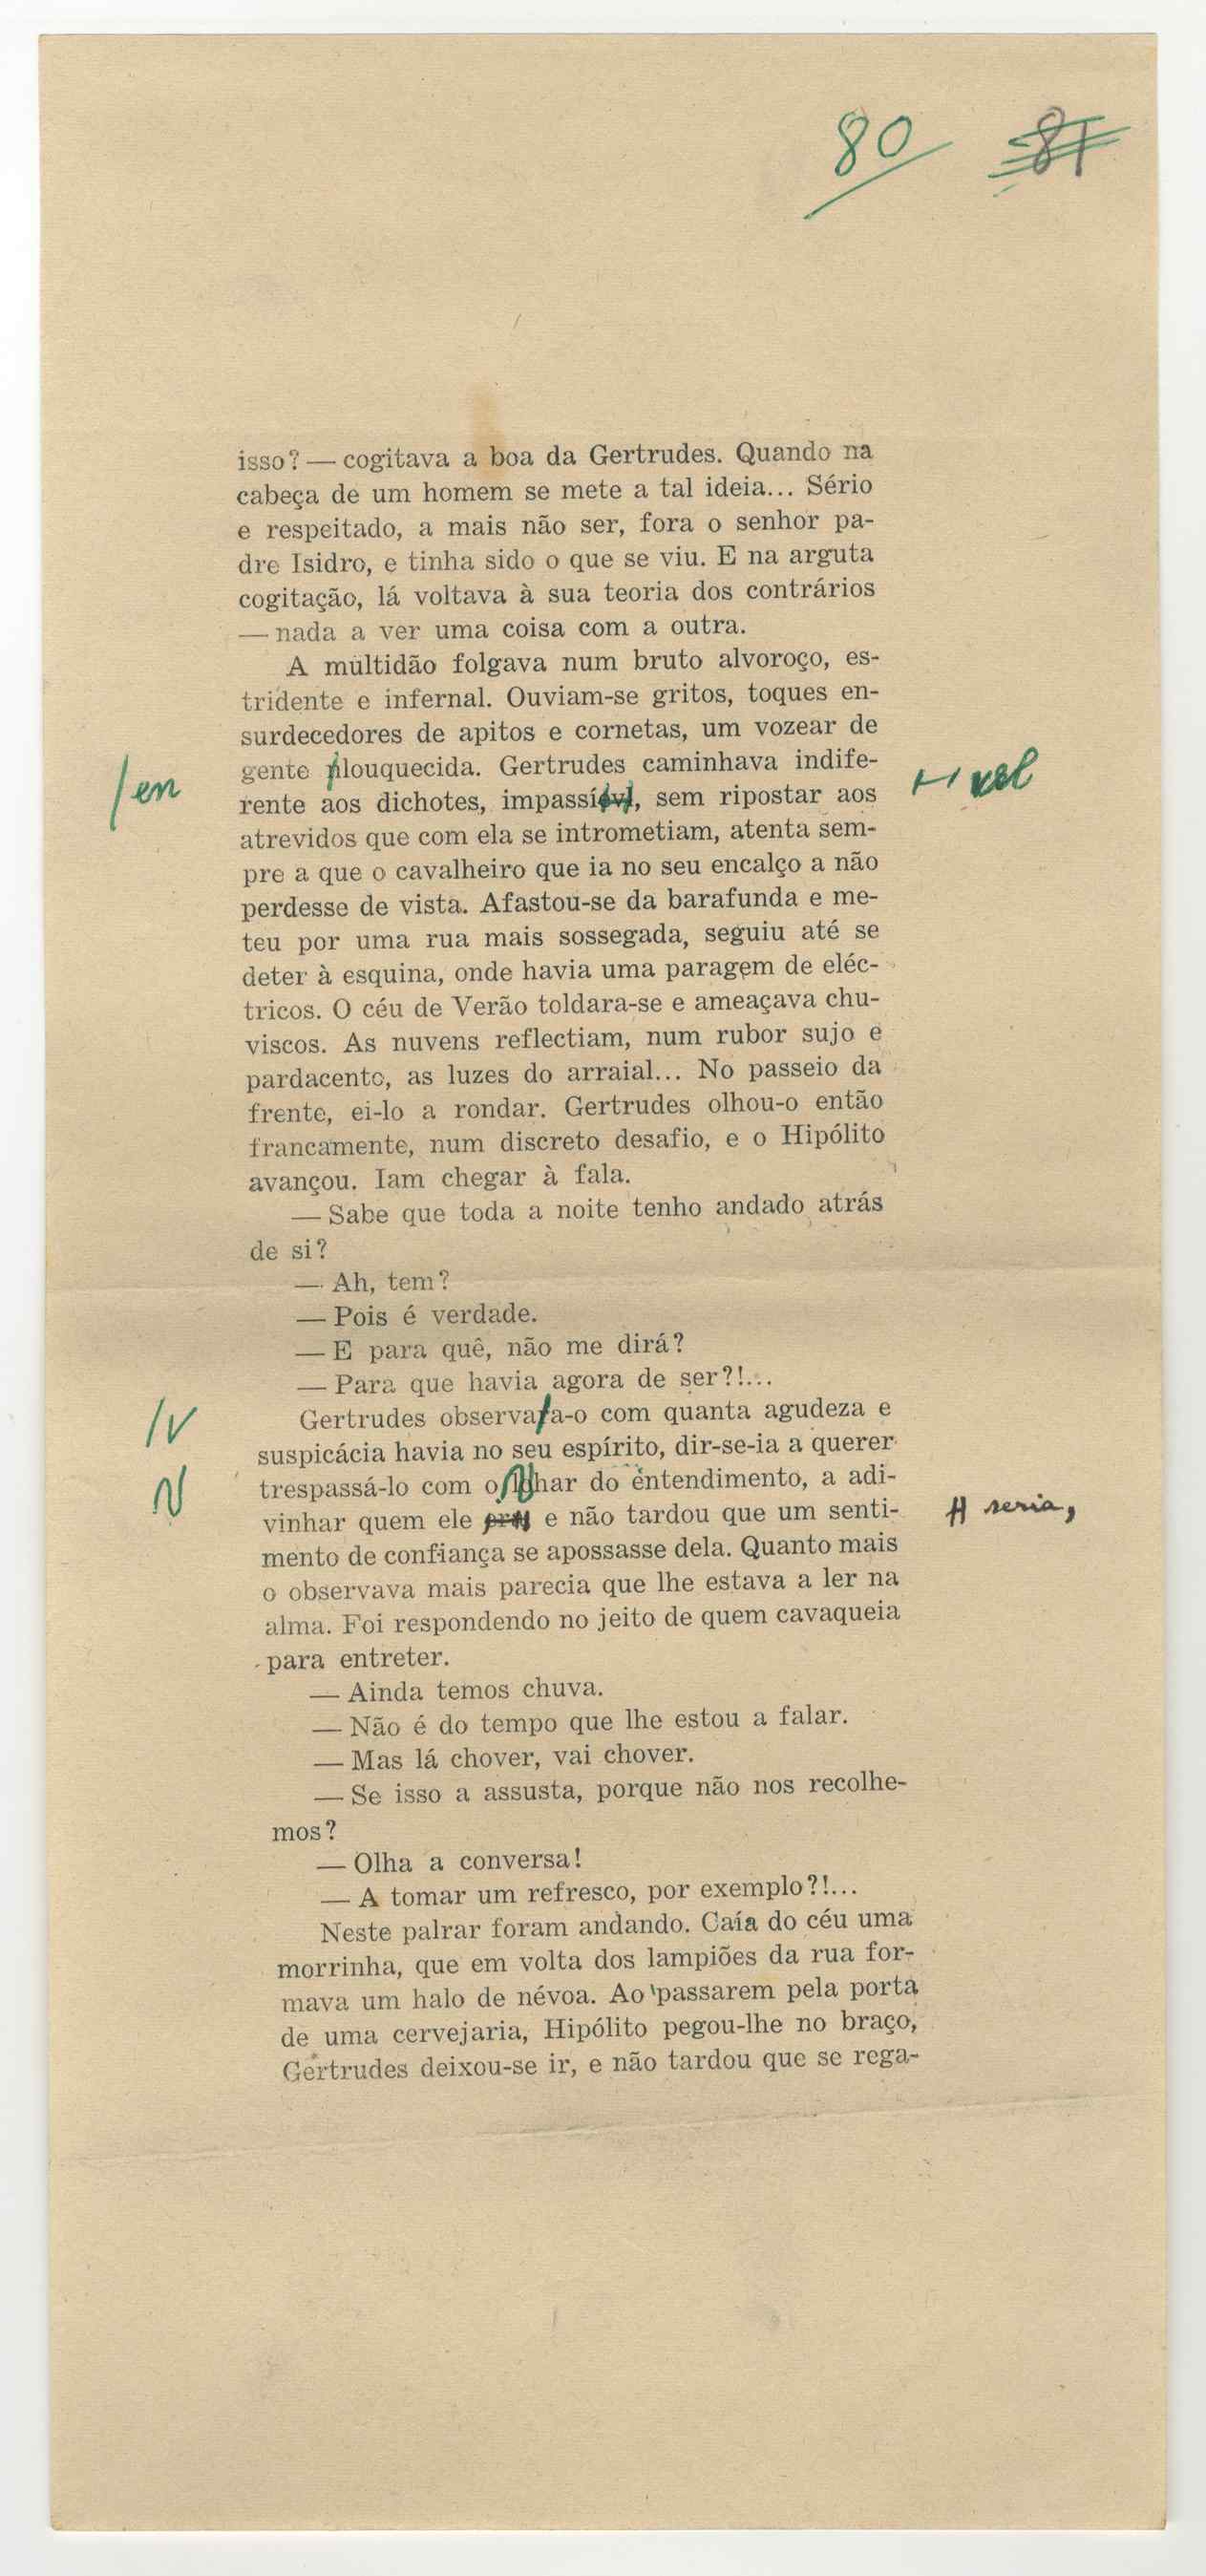 80 81
isso? — cogitava a boa da Gertrudes. Quando na
cabeça de um homem se mete a tal ideia... Sério
e respeitado, a mais não ser, fora o senhor pa-
dre Isidro, e tinha sido o que se viu. E na arguta
cogitação, lá voltava à sua teoria dos contrários
— nada a ver uma coisa com a outra.
A multidão folgava num bruto alvoroço, es-
tridente e infernal. Ouviam-se gritos, toques en-
surdecedores de apitos e cornetas, um vozear de
gente louquecida. Gertrudes caminhava indife-
/en rente aos dichotes, impassí, sem ripostar aos vel
atrevidos que com ela se intrometiam, atenta sem-
pre a que o cavalheiro que ia no seu encalço a não
perdesse de vista. Afastou-se da barafunda e me-
teu por uma rua mais sossegada, seguiu até se
deter à esquina, onde havia uma paragem de eléc-
tricos. O céu de Verão toldara-se e ameaçava chu-
viscos. As nuvens reflectiam, num rubor sujo e
pardacento, as luzes do arraial... No passeio da
frente, ei-lo a rondar. Gertrudes olhou-o então
francamente, num discreto desafio, e o Hipólito
avançou. Iam chegar à fala.
— Sabe que toda a noite tenho andado atrás
de si?
— Ah, tem?
— Pois é verdade.
— E para quê, não me dirá?
— Para que havia agora de ser?!...
/v Gertrudes observa/a-o com quanta agudeza e
suspicácia havia no seu espírito, dir-se-ia a querer
trespassá-lo com o olhar do entendimento, a adi-
vinhar quem ele e não tardou que um senti- seria,
mento de confiança se apossasse dela. Quanto mais
o observava mais parecia que lhe estava a ler na
alma. Foi respondendo no jeito de quem cavaqueia
para entreter.
— Ainda temos chuva.
— Não é do tempo que lhe estou a falar.
— Mas lá chover, vai chover.
— Se isso a assusta, porque não nos recolhe-
mos?
— Olha a conversa!
— A tomar um refresco, por exemplo?!...
Neste palrar foram andando. Caía do céu uma
morrinha, que em volta dos lampiões da rua for-
mava um halo de névoa. Ao passarem pela porta
de uma cervejaria, Hipólito pegou-lhe no braço,
Gertrudes deixou-se ir, e não tardou que se rega-